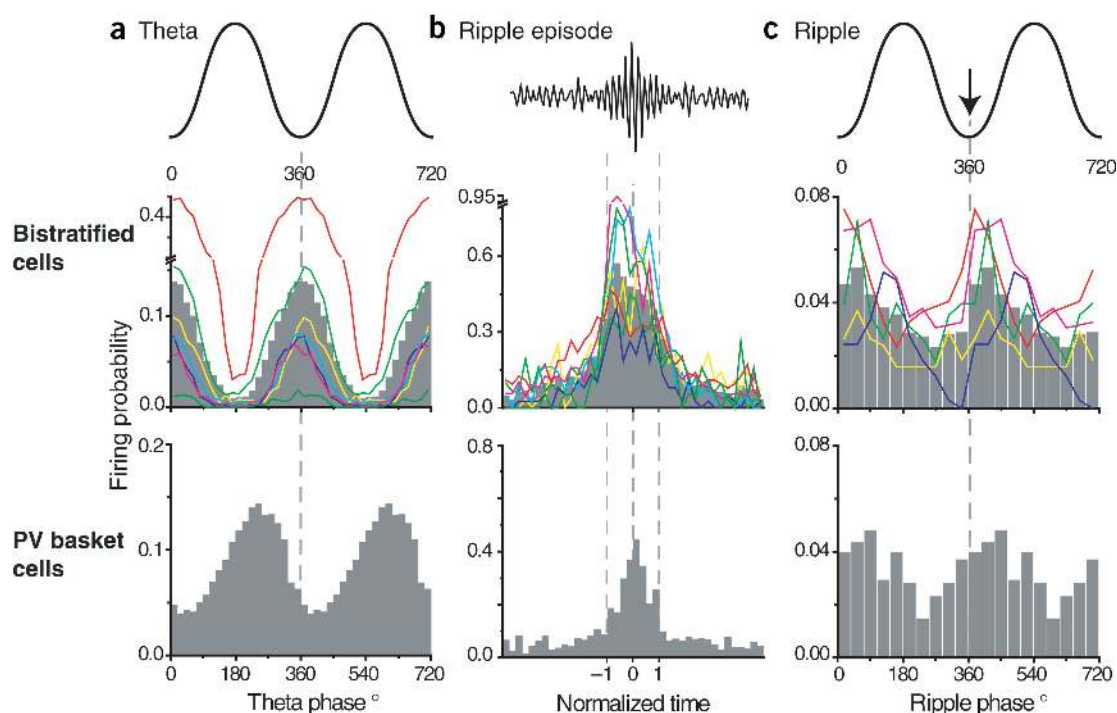 a Theta
b Ripple episode
c Ripple
0 360 720
0 360 720
Bistratified
cells
0.4
0.1
0.0
0.95
0.6
0.3
0.0
0.08
0.04
0.00
Firing probability
PV basket
cells
0.2
0.1
0.0
0.8
0.4
0.0
0.08
0.04
0.00
0 180 360 540 720
−1 0 1
0 180 360 540 720
Theta phase °
Normalized time
Ripple phase °